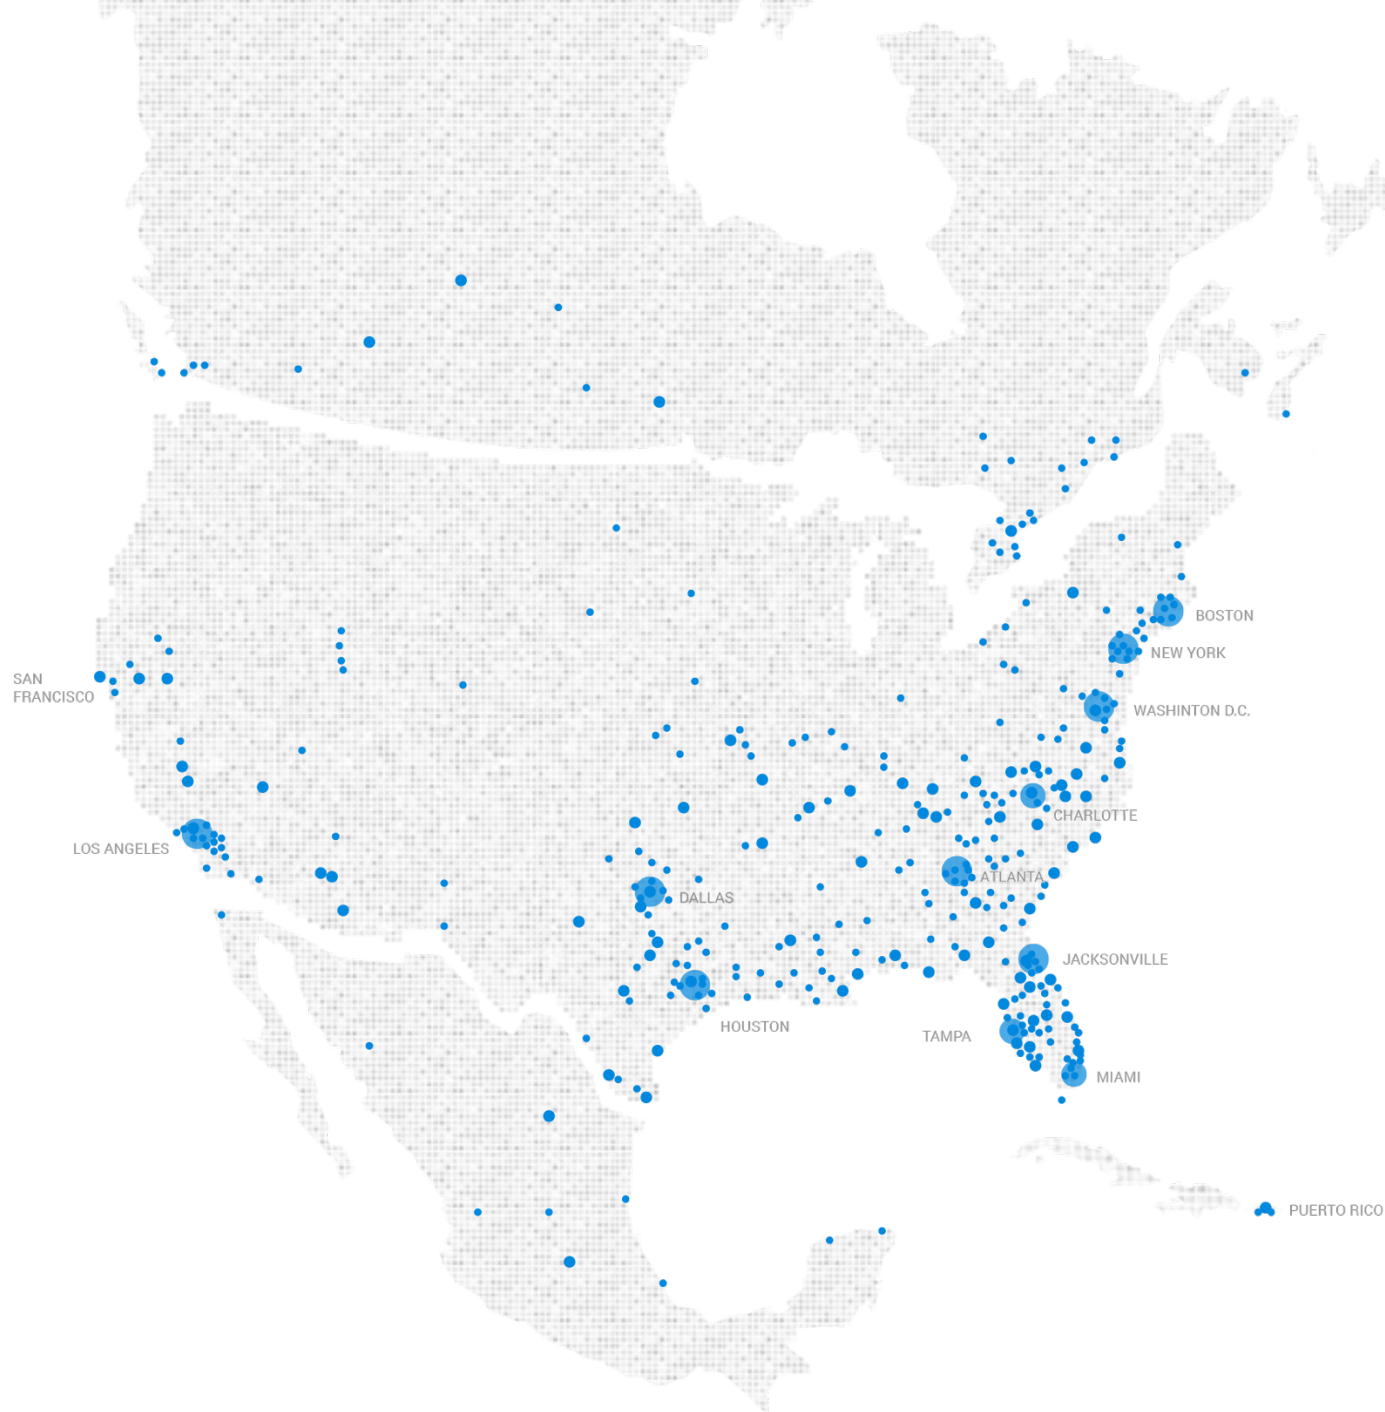 BOSTON
NEW YORK
SAN
FRANCISCO
WASHINTON D.C.
CHARLOTTE
LOS ANGELES
ATLANTA
DALLAS
JACKSONVILLE
HOUSTON
TAMPA
MIAMI
PUERTO RICO